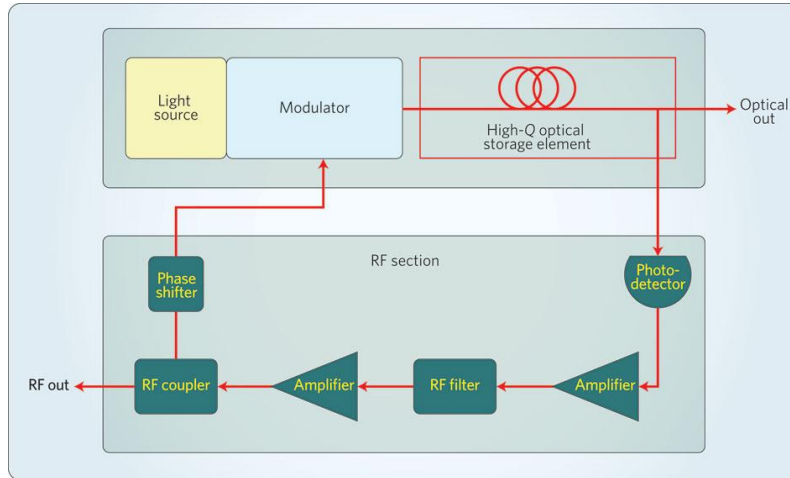 Light
source
Modulator
High-Q optical
storage element
Optical
out
RF section
Phase
shifter
Photo-
detector
RF out
RF coupler
Amplifier
RF filter
Amplifier